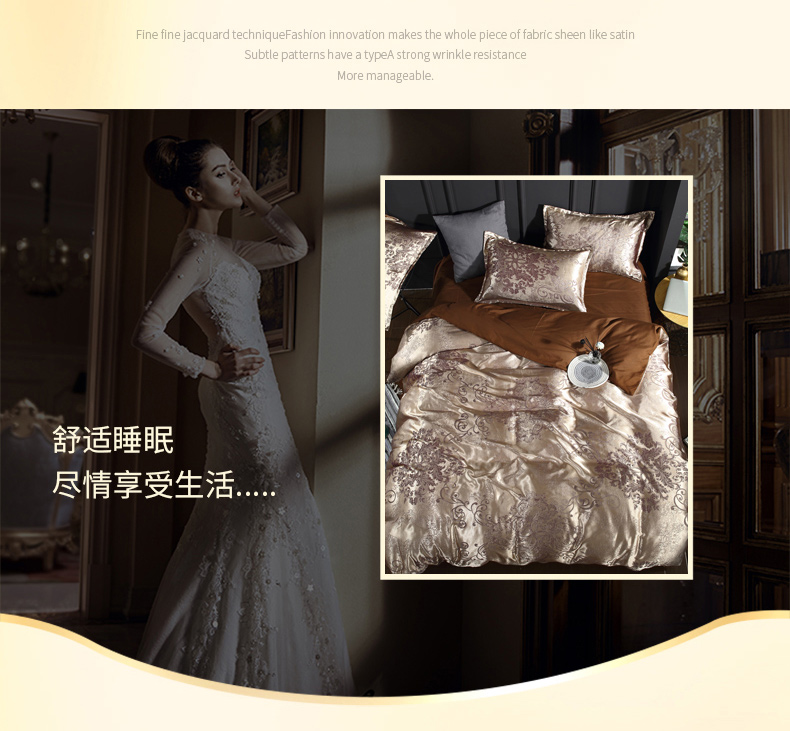 Fine fine jacquard techniqueFashion innovation makes the whole piece of fabric sheen like satin
Subtle patterns have a typeA strong wrinkle resistance
More manageable.
舒适睡眠
尽情享受生活.....